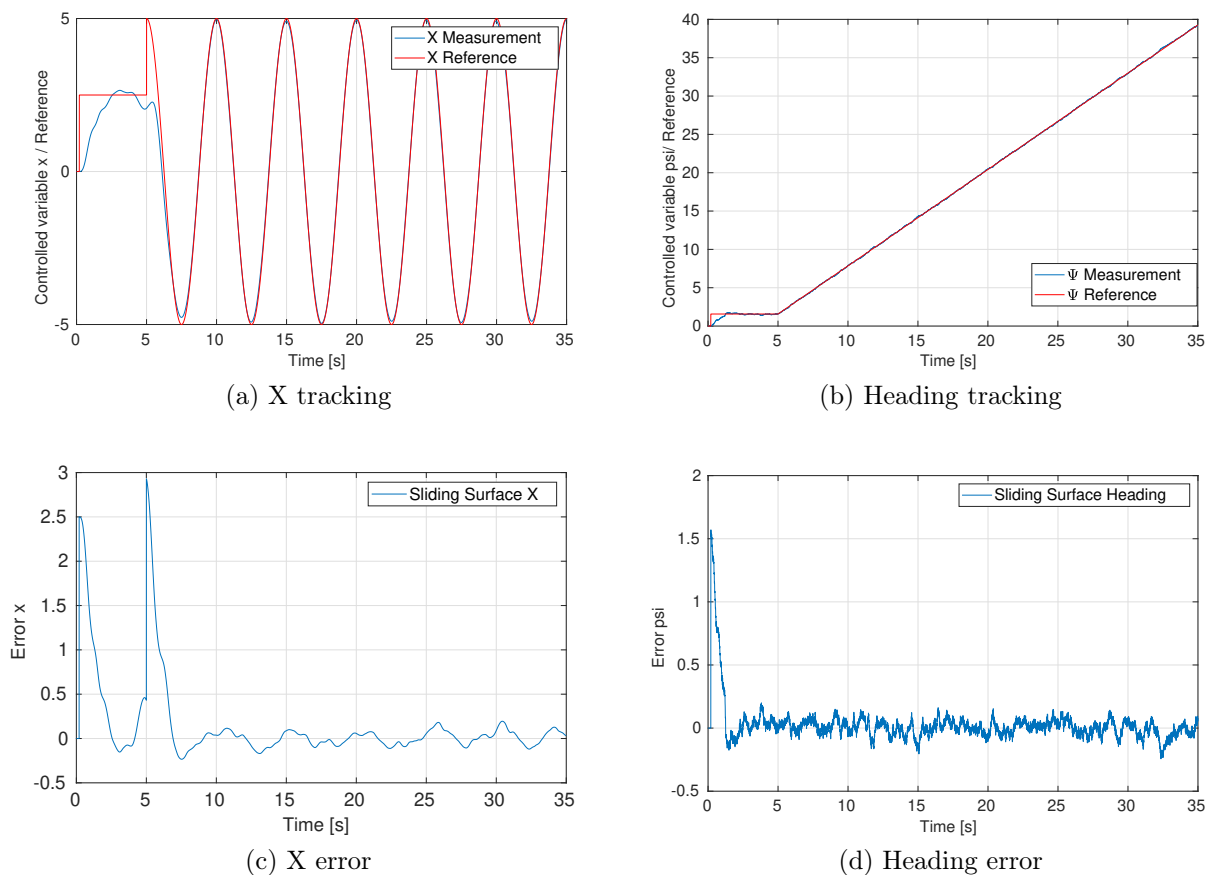 5
0
-5
Controlled variable x / Reference
X Measurement
X Reference
0 5 10 15 20 25 30 35
Time [s]
(a) X tracking
40
35
30
25
20
15
10
5
0
Controlled variable psi/ Reference
Ψ Measurement
Ψ Reference
0 5 10 15 20 25 30 35
Time [s]
(b) Heading tracking
3
2.5
2
1.5
1
0.5
0
-0.5
Error x
Sliding Surface X
0 5 10 15 20 25 30 35
Time [s]
(c) X error
2
1.5
1
0.5
0
-0.5
Error psi
Sliding Surface Heading
0 5 10 15 20 25 30 35
Time [s]
(d) Heading error